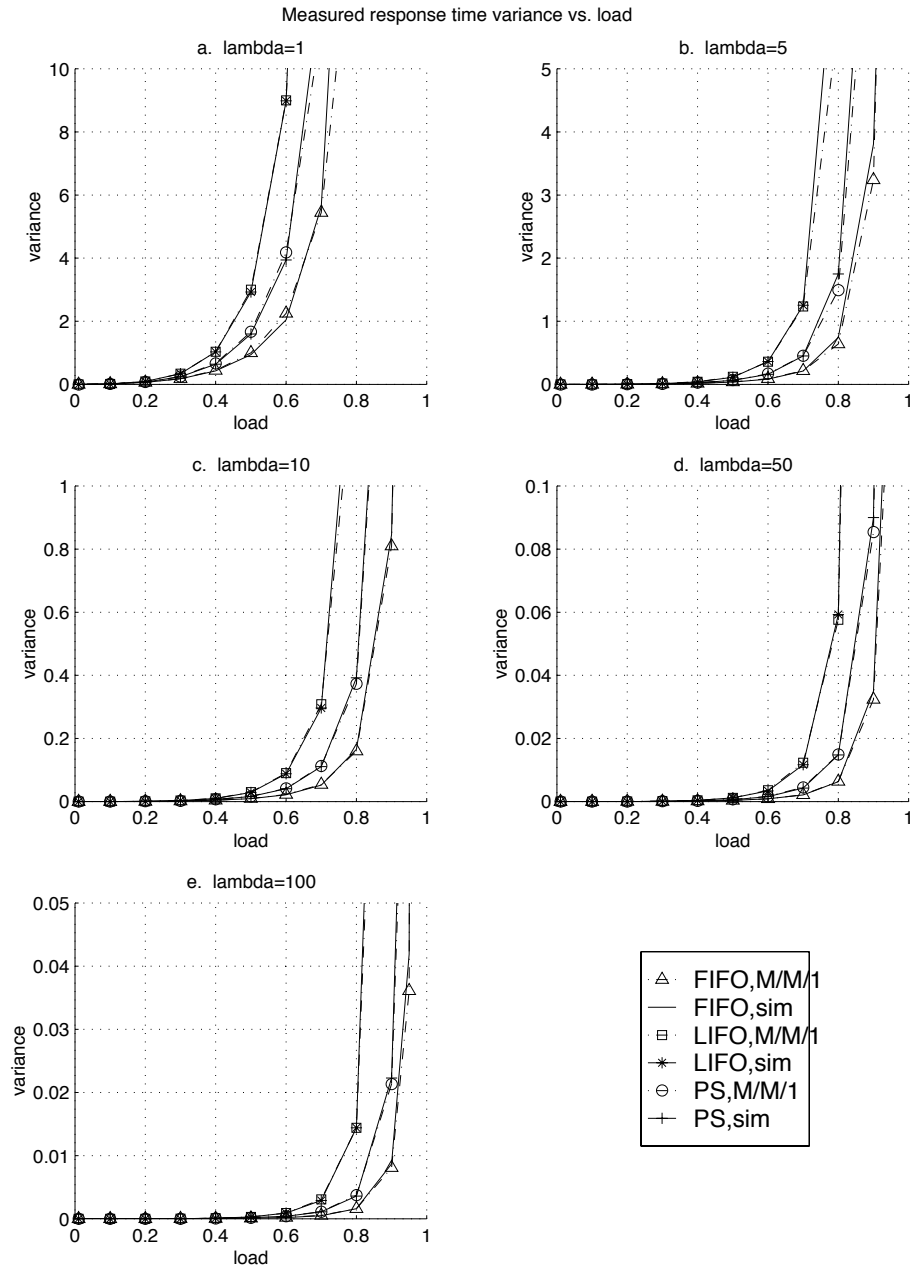 Measured response time variance vs. load
a. lambda=1
10
8
6
4
2
0
variance
0 0.2 0.4 0.6 0.8 1
load
b. lambda=5
5
4
3
2
1
0
variance
0 0.2 0.4 0.6 0.8 1
load
c. lambda=10
1
0.8
0.6
0.4
0.2
0
variance
0 0.2 0.4 0.6 0.8 1
load
d. lambda=50
0.1
0.08
0.06
0.04
0.02
0
variance
0 0.2 0.4 0.6 0.8 1
load
e. lambda=100
0.05
0.04
0.03
0.02
0.01
0
variance
0 0.2 0.4 0.6 0.8 1
load
FIFO,M/M/1
FIFO,sim
LIFO,M/M/1
LIFO,sim
PS,M/M/1
PS,sim